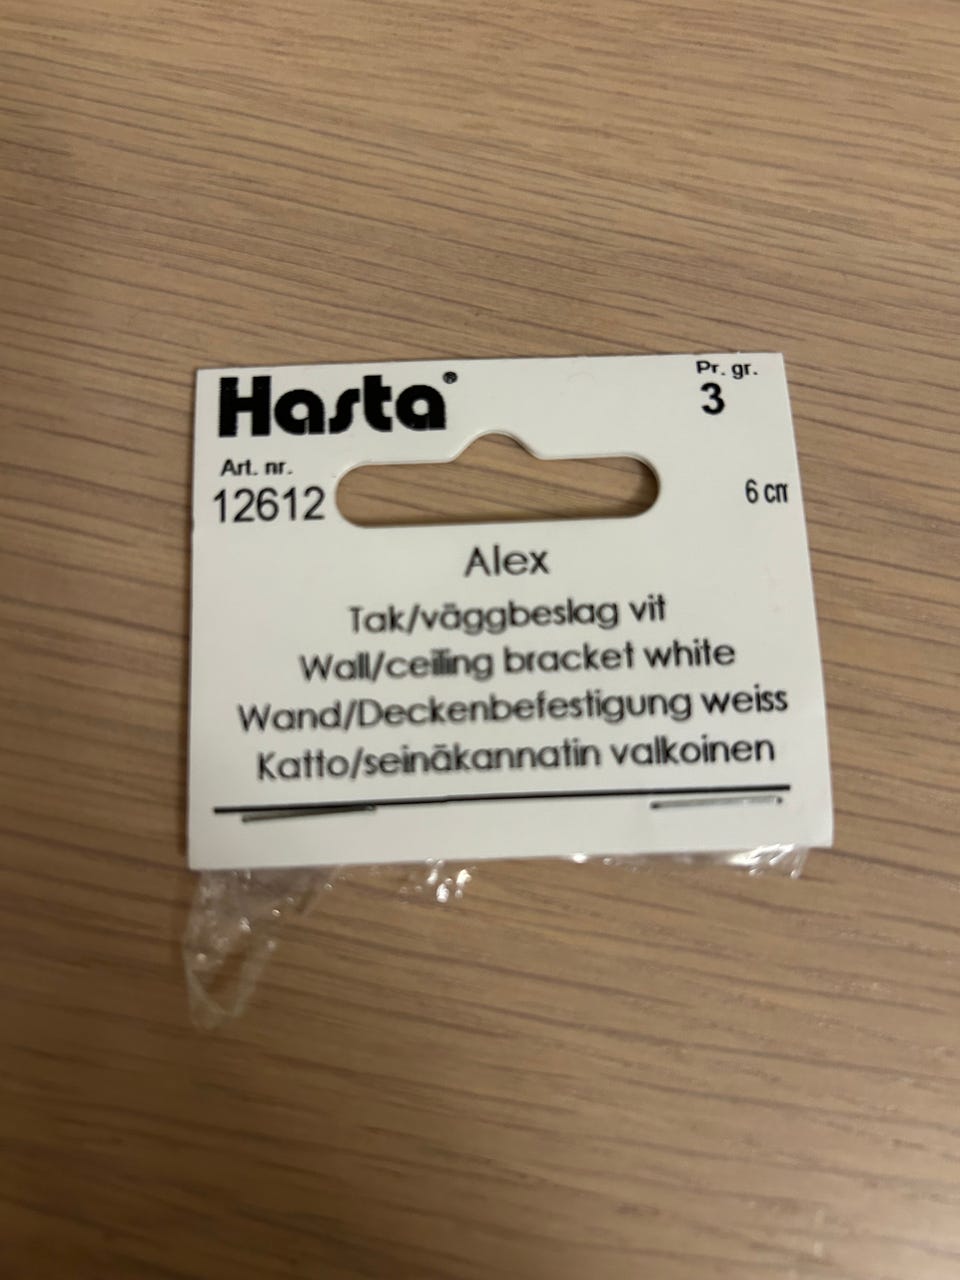 Hasta®
Pr. gr.
3
Art. nr.
12612
6 cm
Alex
Tak/väggbeslag vit
Wall/ceiling bracket white
Wand/Deckenbefestigung weiss
Katto/seinäkannatin valkoinen